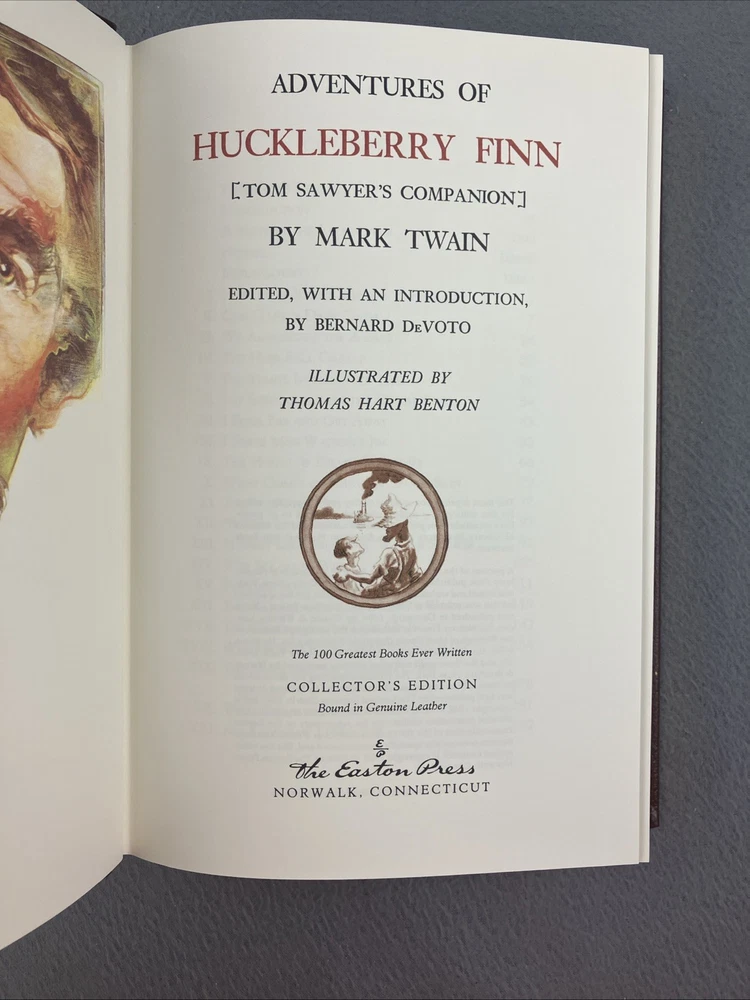 ADVENTURES OF
HUCKLEBERRY FINN
[TOM SAWYER'S COMPANION]
BY MARK TWAIN
EDITED, WITH AN INTRODUCTION,
BY BERNARD DeVOTO
ILLUSTRATED BY
THOMAS HART BENTON
The 100 Greatest Books Ever Written
COLLECTOR'S EDITION
Bound in Genuine Leather
E
P
The Easton Press
NORWALK, CONNECTICUT